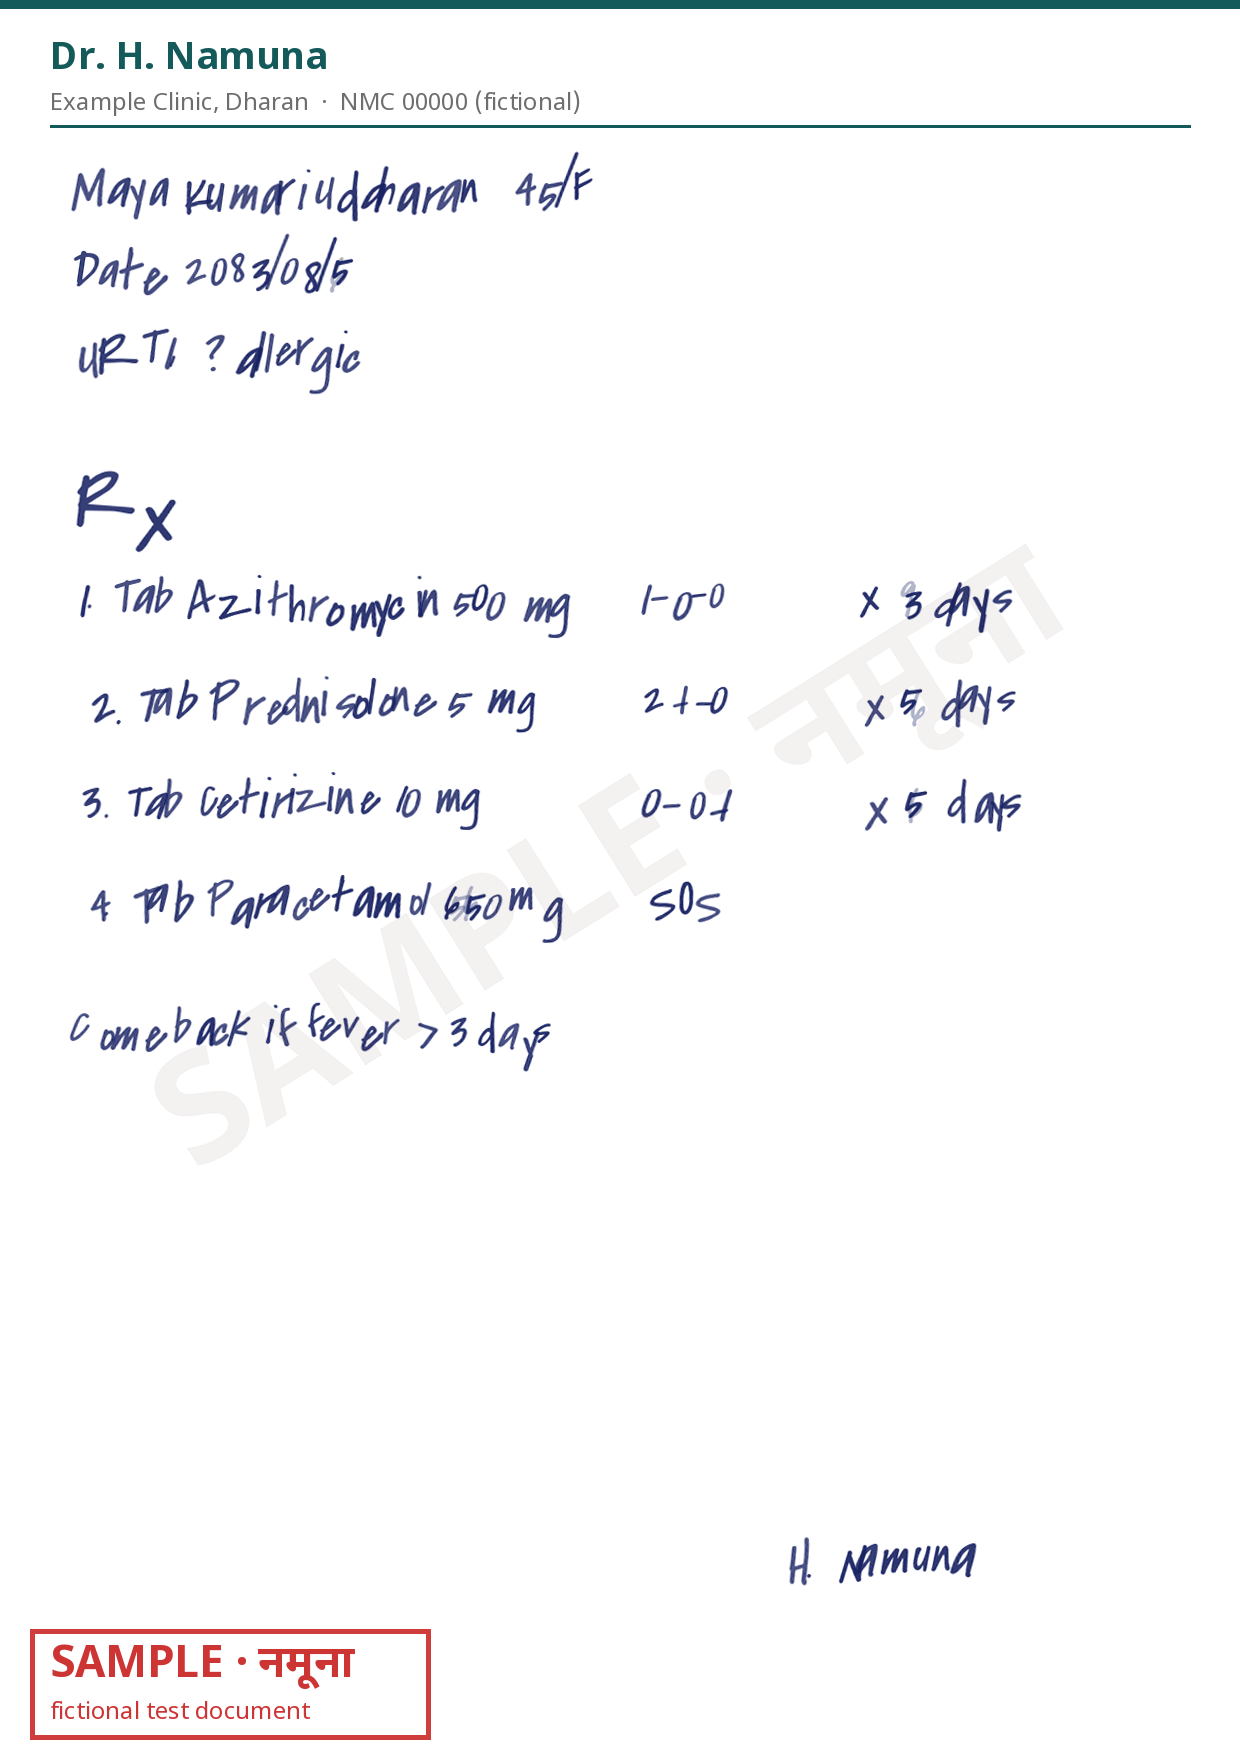 Dr. H. Namuna
Example Clinic, Dharan · NMC 00000 (fictional)
Maya Kumari Uddharan 45/F
Date 2083/08/5
URTI ? allergic
Rx
1. Tab Azithromycin 500 mg 1-0-0 x 3 days
2. Tab Prednisolone 5 mg 2-1-0 x 5 days
3. Tab Cetirizine 10 mg 0-0-1 x 5 days
4 Tab Paracetamol 650 mg SOS
Come back if fever > 3 days
SAMPLE · नमूना
H. Namuna
SAMPLE · नमूना
fictional test document